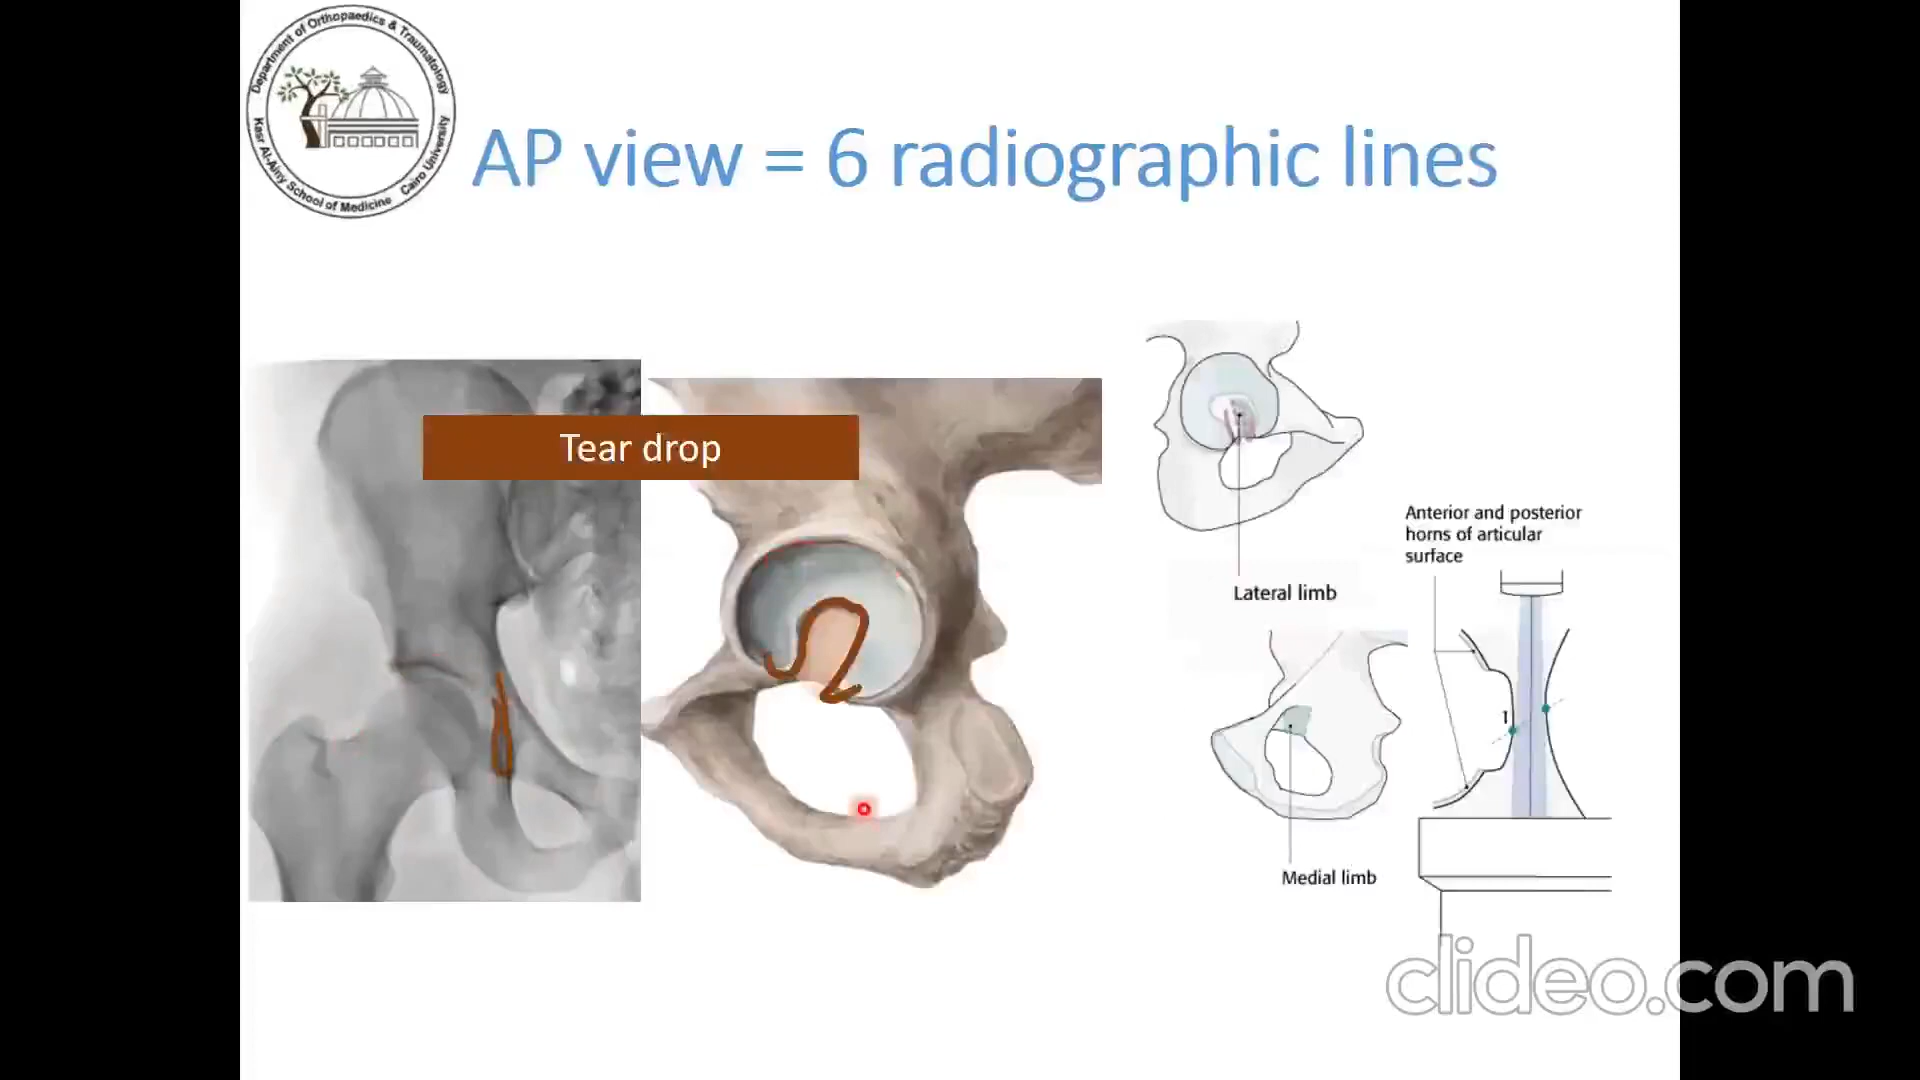 Department of Orthopaedics & Traumatology
Kasr Al-Ainy School of Medicine
Cairo University
AP view = 6 radiographic lines
Tear drop
Lateral limb
Anterior and posterior
horns of articular
surface
1
Medial limb
clideo.com